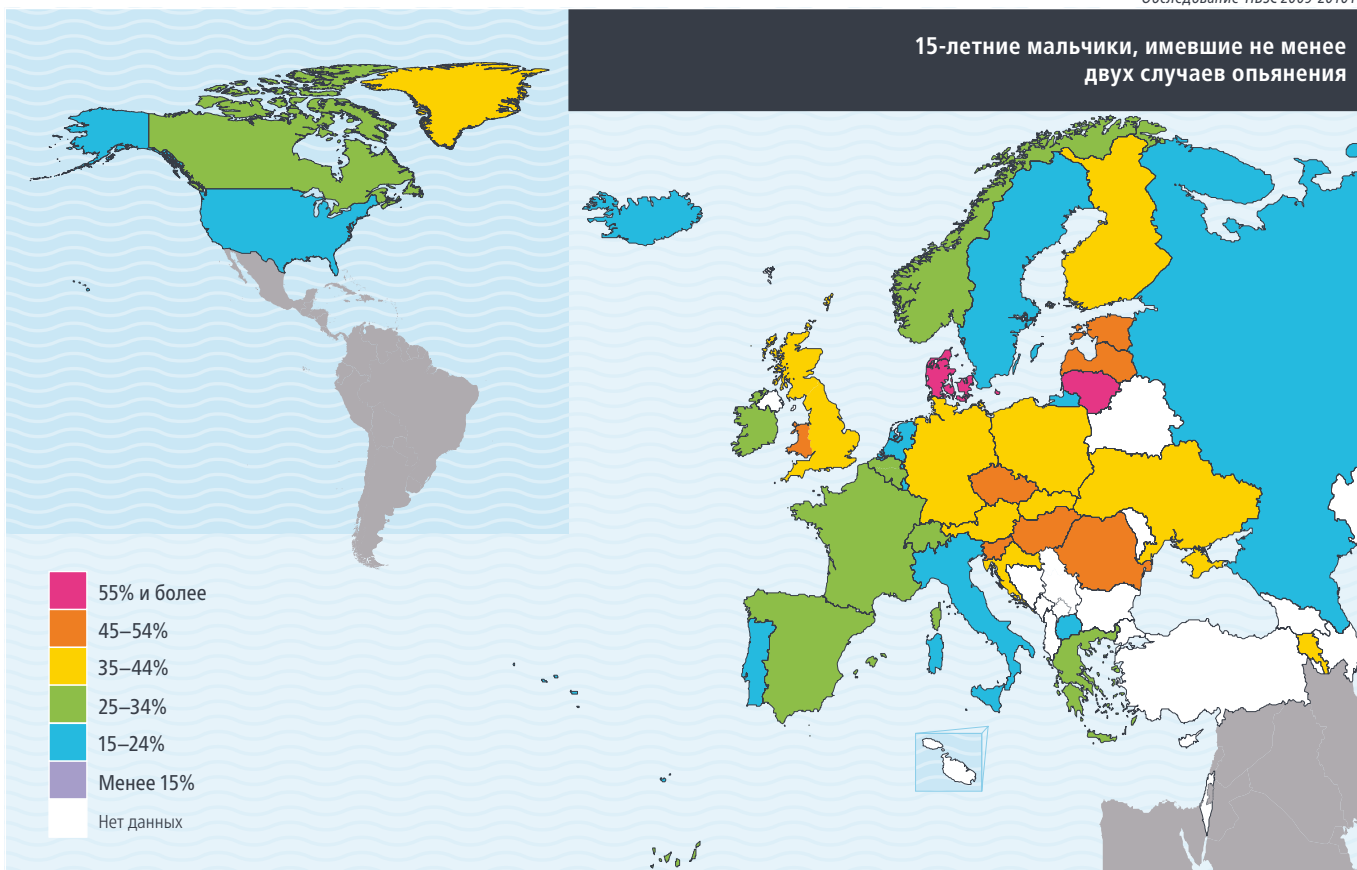 15-летние мальчики, имевшие не менее
двух случаев опьянения
55% и более
45–54%
35–44%
25–34%
15–24%
Менее 15%
Нет данных